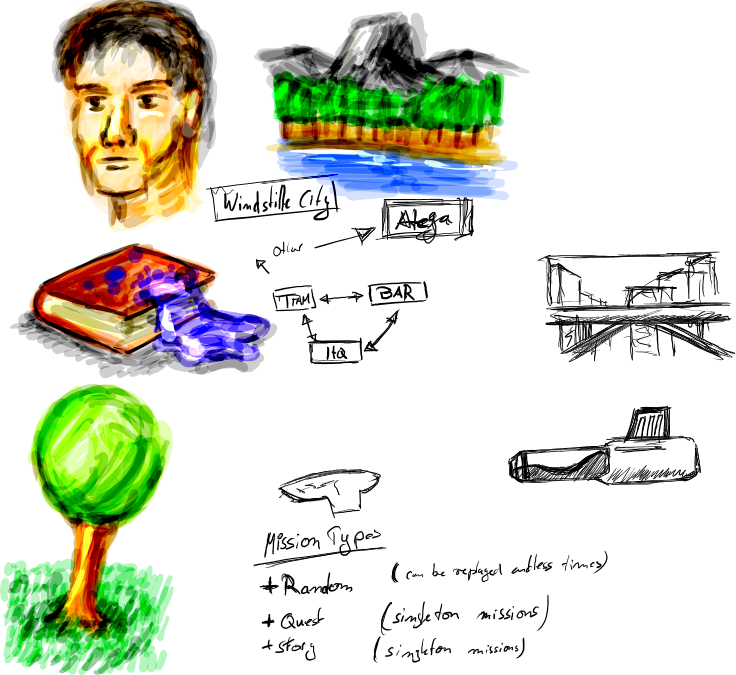 Windstille City
Atega
Other
TRAM
BAR
HQ
Mission Types
+ Random (can be replayed endless times)
+ Quest (singleton missions)
+ Story (singleton missions)